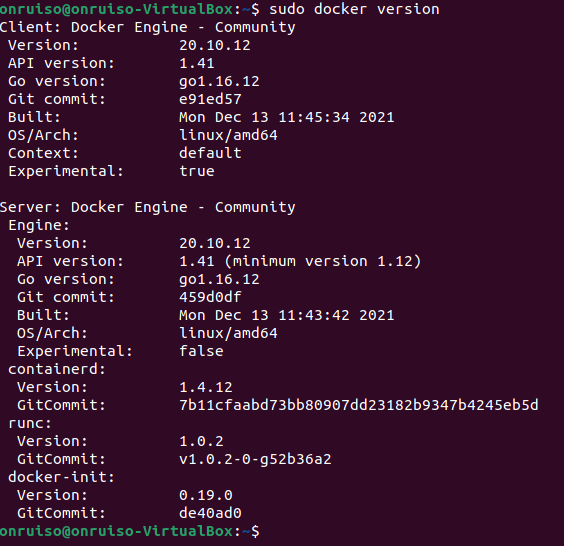 onruiso@onruiso-VirtualBox:~$ sudo docker version
Client: Docker Engine - Community
 Version:           20.10.12
 API version:       1.41
 Go version:        go1.16.12
 Git commit:        e91ed57
 Built:             Mon Dec 13 11:45:34 2021
 OS/Arch:           linux/amd64
 Context:           default
 Experimental:      true

Server: Docker Engine - Community
 Engine:
  Version:          20.10.12
  API version:      1.41 (minimum version 1.12)
  Go version:       go1.16.12
  Git commit:       459d0df
  Built:            Mon Dec 13 11:43:42 2021
  OS/Arch:          linux/amd64
  Experimental:     false
 containerd:
  Version:          1.4.12
  GitCommit:        7b11cfaabd73bb80907dd23182b9347b4245eb5d
 runc:
  Version:          1.0.2
  GitCommit:        v1.0.2-0-g52b36a2
 docker-init:
  Version:          0.19.0
  GitCommit:        de40ad0
onruiso@onruiso-VirtualBox:~$